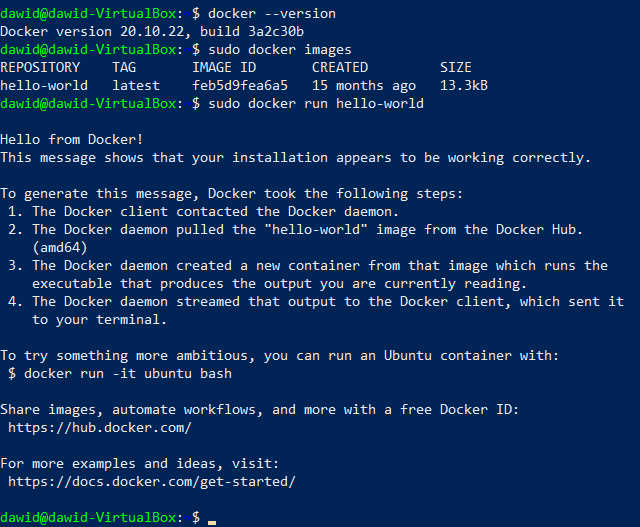 dawid@dawid-VirtualBox:~$ docker --version
Docker version 20.10.22, build 3a2c30b
dawid@dawid-VirtualBox:~$ sudo docker images
REPOSITORY    TAG       IMAGE ID       CREATED         SIZE
hello-world   latest    feb5d9fea6a5   15 months ago   13.3kB
dawid@dawid-VirtualBox:~$ sudo docker run hello-world

Hello from Docker!
This message shows that your installation appears to be working correctly.

To generate this message, Docker took the following steps:
 1. The Docker client contacted the Docker daemon.
 2. The Docker daemon pulled the "hello-world" image from the Docker Hub.
    (amd64)
 3. The Docker daemon created a new container from that image which runs the
    executable that produces the output you are currently reading.
 4. The Docker daemon streamed that output to the Docker client, which sent it
    to your terminal.

To try something more ambitious, you can run an Ubuntu container with:
 $ docker run -it ubuntu bash

Share images, automate workflows, and more with a free Docker ID:
 https://hub.docker.com/

For more examples and ideas, visit:
 https://docs.docker.com/get-started/

dawid@dawid-VirtualBox:~$